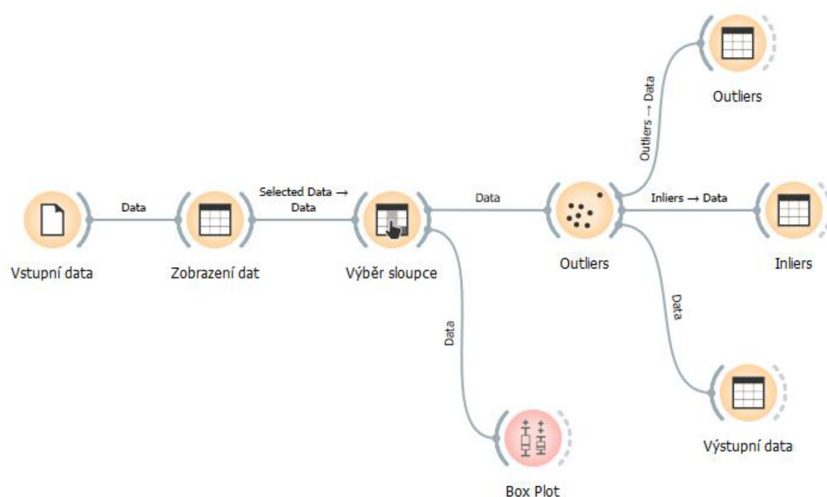 Outliers
Outliers → Data
Data
Selected Data →
Data
Data
Inliers → Data
Vstupní data
Zobrazení dat
Výběr sloupce
Outliers
Inliers
Data
Data
Výstupní data
Box Plot